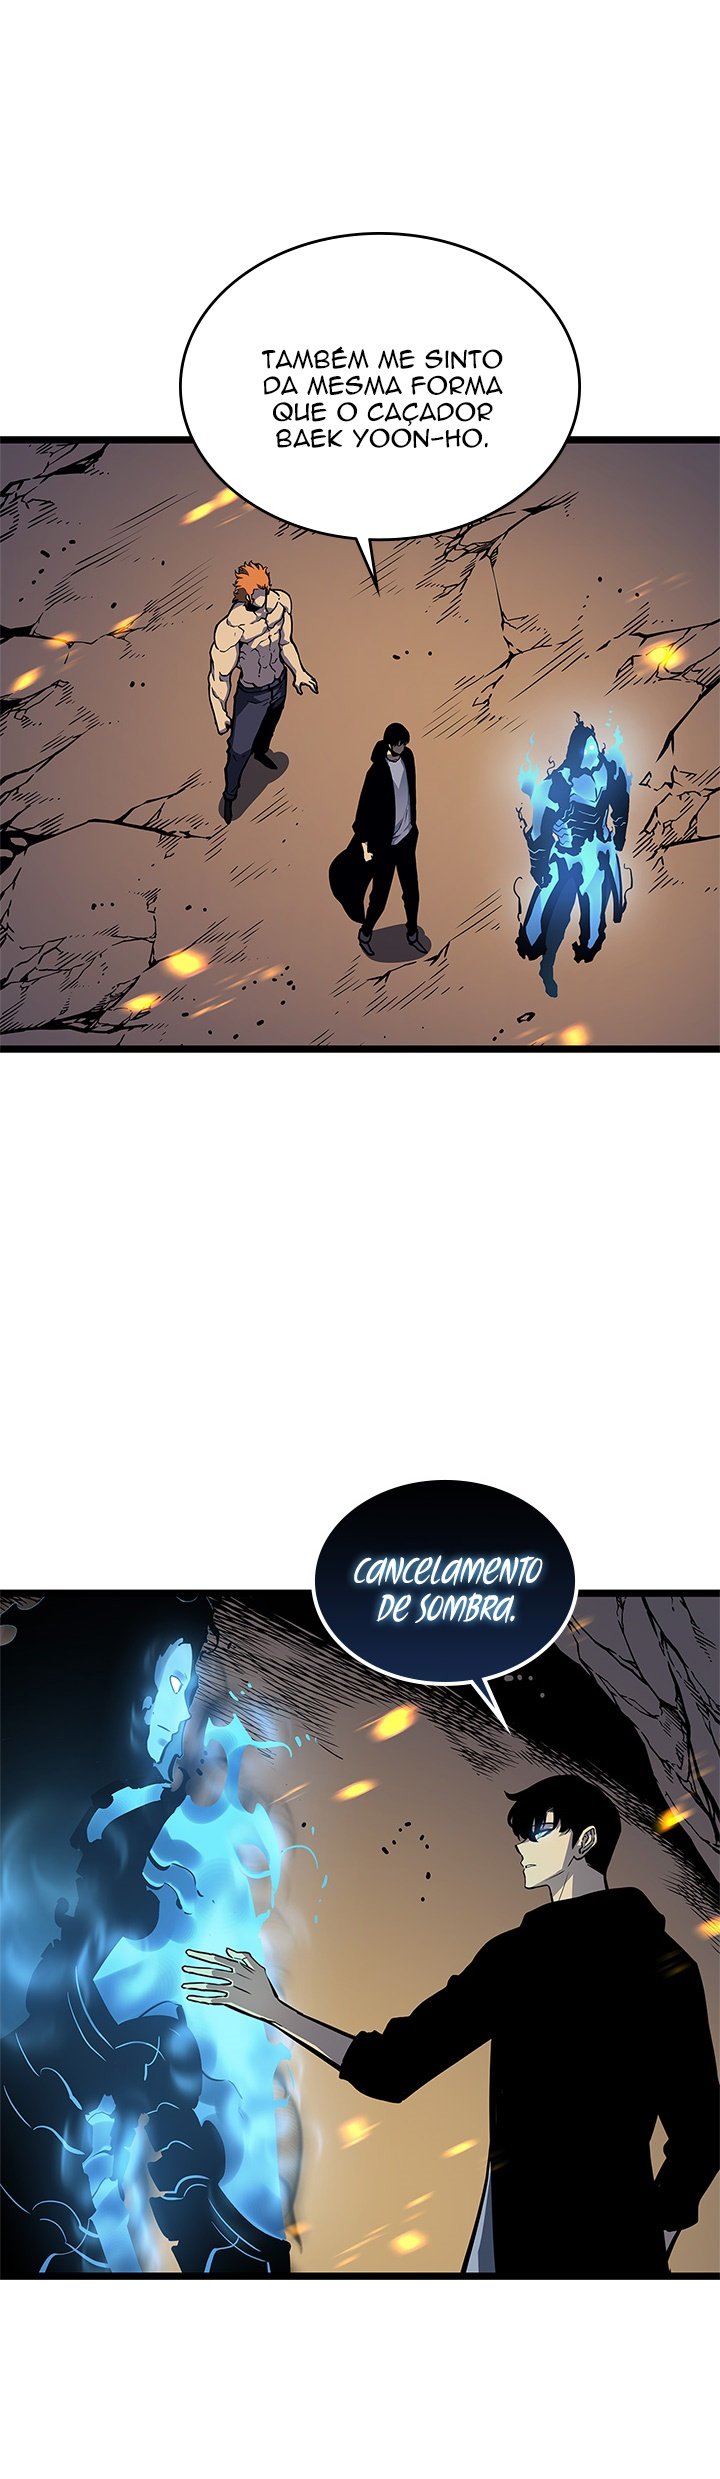 TAMBÉM ME SINTO
DA MESMA FORMA
QUE O CAÇADOR
BAEK YOON-HO.
CANCELAMENTO
DE SOMBRA.